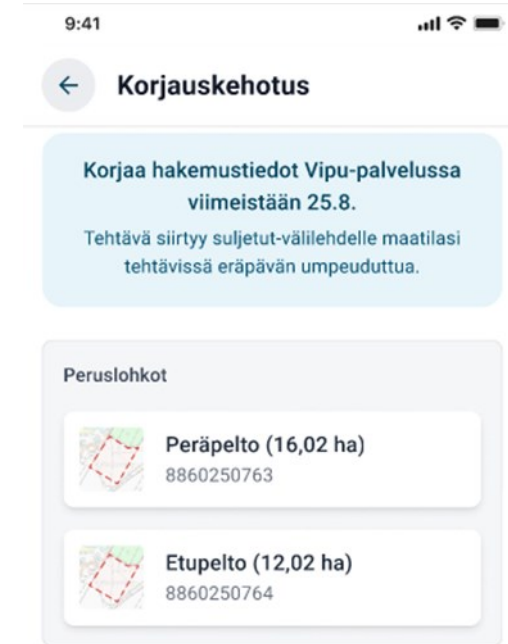 9:41
Korjauskehotus
Korjaa hakemustiedot Vipu-palvelussa
viimeistään 25.8.
Tehtävä siirtyy suljetut-välilehdelle maatilasi
tehtävissä eräpävän umpeuduttua.
Peruslohkot
Peräpelto (16,02 ha)
8860250763
Etupelto (12,02 ha)
8860250764